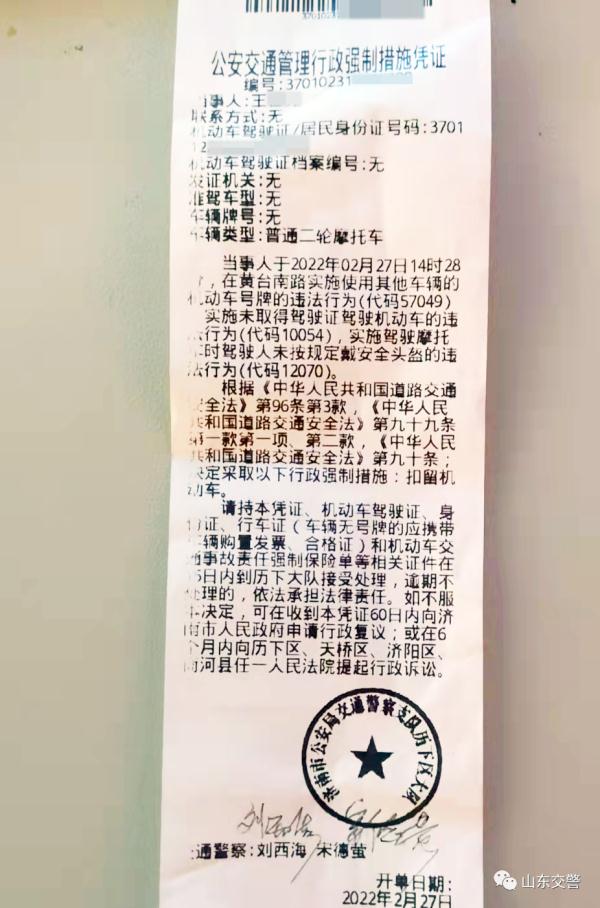 3701023
公安交通管理行政强制措施凭证
编号:37010231
当事人:王
联系方式:无
机动车驾驶证/居民身份证号码:3701
12
机动车驾驶证档案编号:无
发证机关:无
准驾车型:无
车辆牌号:无
车辆类型:普通二轮摩托车
当事人于2022年02月27日14时28
分,在黄台南路实施使用其他车辆的
机动车号牌的违法行为(代码57049)
实施未取得驾驶证驾驶机动车的违
法行为(代码10054),实施驾驶摩托
车时驾驶人未按规定戴安全头盔的违
法行为(代码12070)。
根据《中华人民共和国道路交通
安全法》第96条第3款,《中华人民
共和国道路交通安全法》第九十九条
第一款第一项、第二款,《中华人民
共和国道路交通安全法》第九十条;
决定采取以下行政强制措施:扣留机
动车。
请持本凭证、机动车驾驶证、身
份证、行车证(车辆无号牌的应携带
车辆购置发票、合格证)和机动车交
通事故责任强制保险单等相关证件在
15日内到历下大队接受处理,逾期不
处理的,依法承担法律责任。如不服
本决定,可在收到本凭证60日内向济
南市人民政府申请行政复议;或在6
个月内向历下区、天桥区、济阳区、
商河县任一人民法院提起行政诉讼。
济南市公安局交通警察支队历下区大队
交通警察:刘西海 宋德萤
开单日期:
2022年2月27日
山东交警